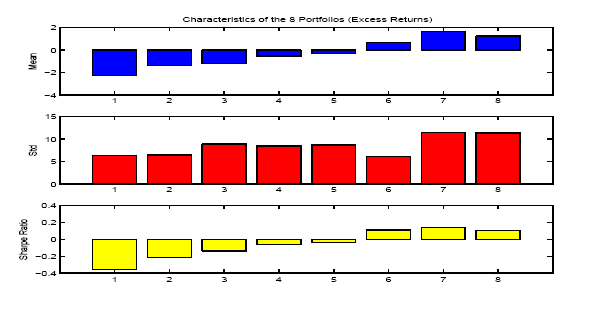 Characteristics of the 8 Portfolios (Excess Returns)
2
0
−2
−4
Mean
1 2 3 4 5 6 7 8
15
10
5
0
Std
1 2 3 4 5 6 7 8
0.4
0.2
0
−0.2
−0.4
Sharpe Ratio
1 2 3 4 5 6 7 8